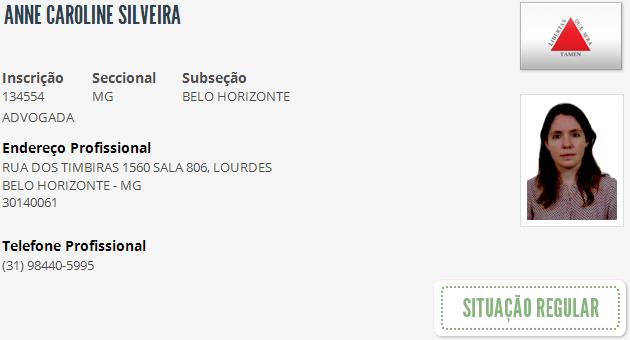 ANNE CAROLINE SILVEIRA
LIBERTAS QUÆ SERA
TAMEN
Inscrição Seccional Subseção
134554 MG BELO HORIZONTE
ADVOGADA
Endereço Profissional
RUA DOS TIMBIRAS 1560 SALA 806, LOURDES
BELO HORIZONTE - MG
30140061
Telefone Profissional
(31) 98440-5995
SITUAÇÃO REGULAR